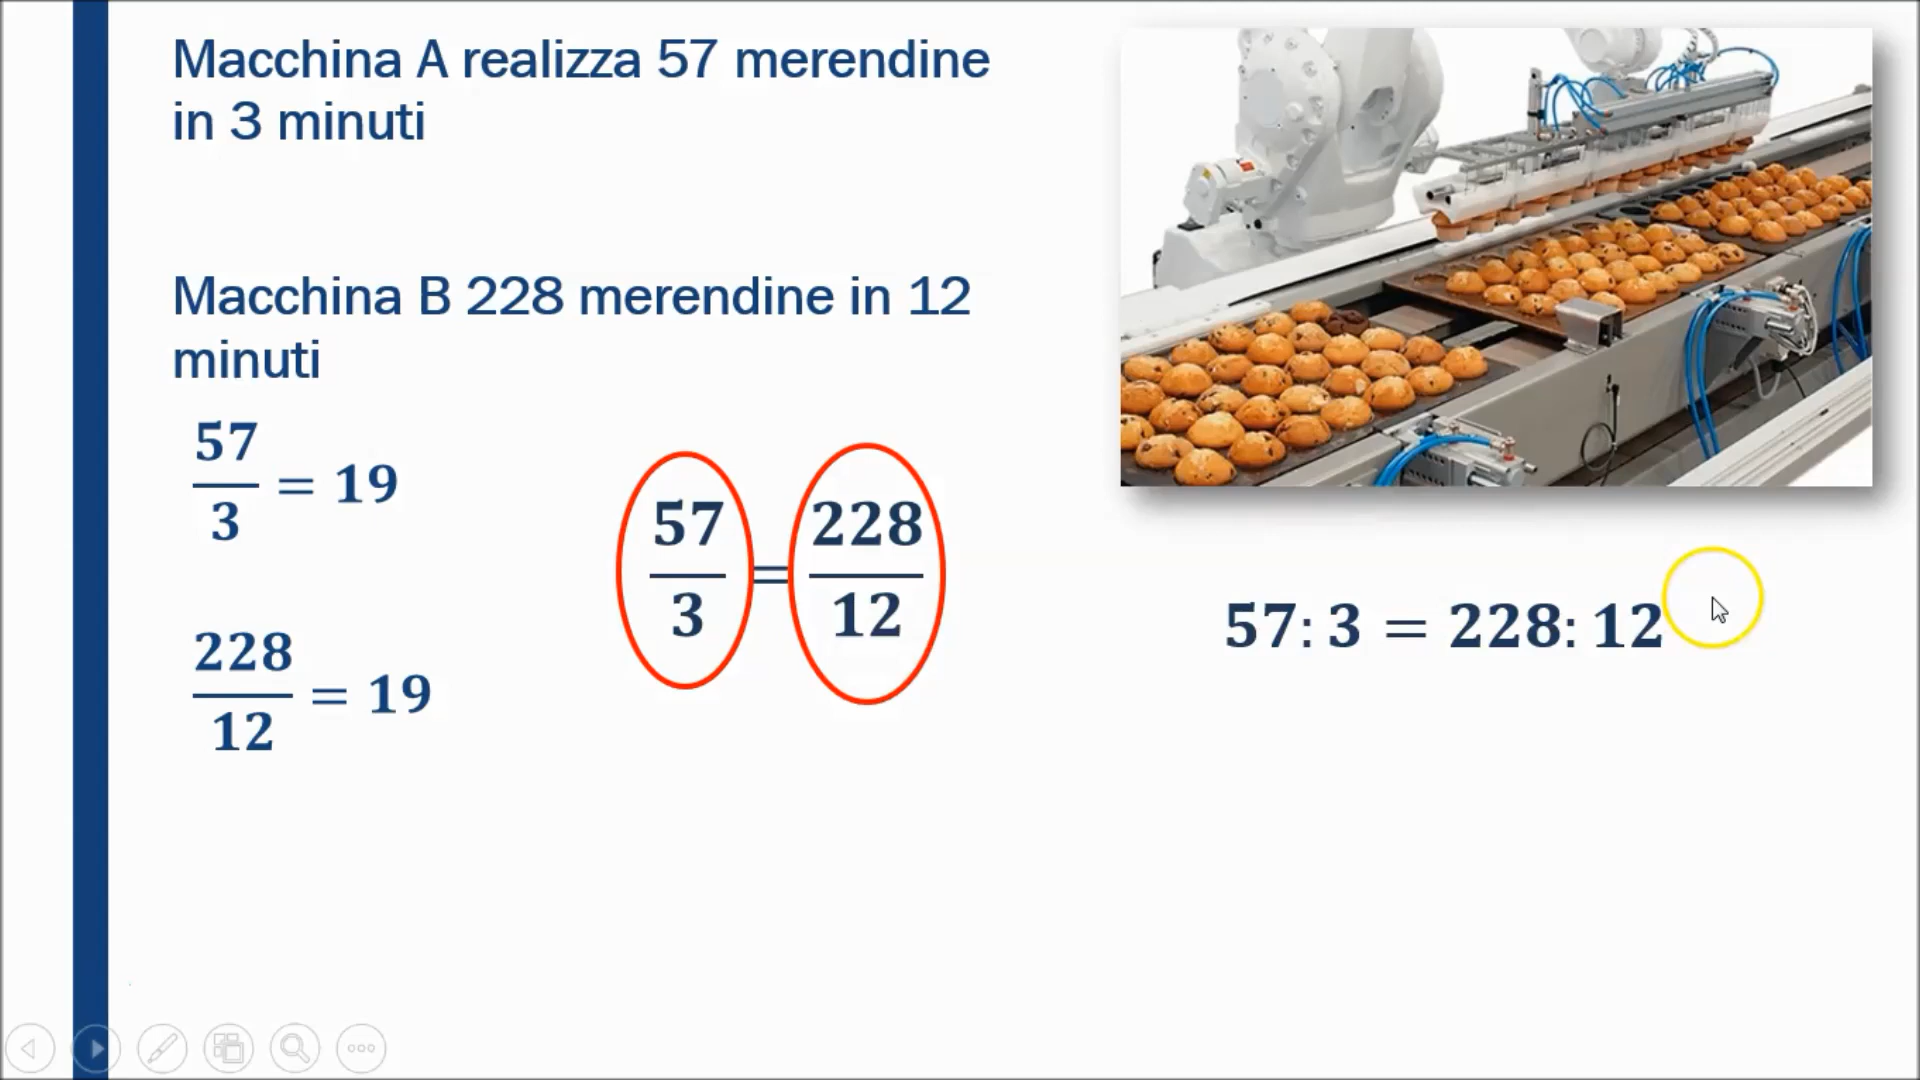 Macchina A realizza 57 merendine
in 3 minuti
Macchina B 228 merendine in 12
minuti
57
3
= 19
228
12
= 19
57
3
=
228
12
57: 3 = 228: 12